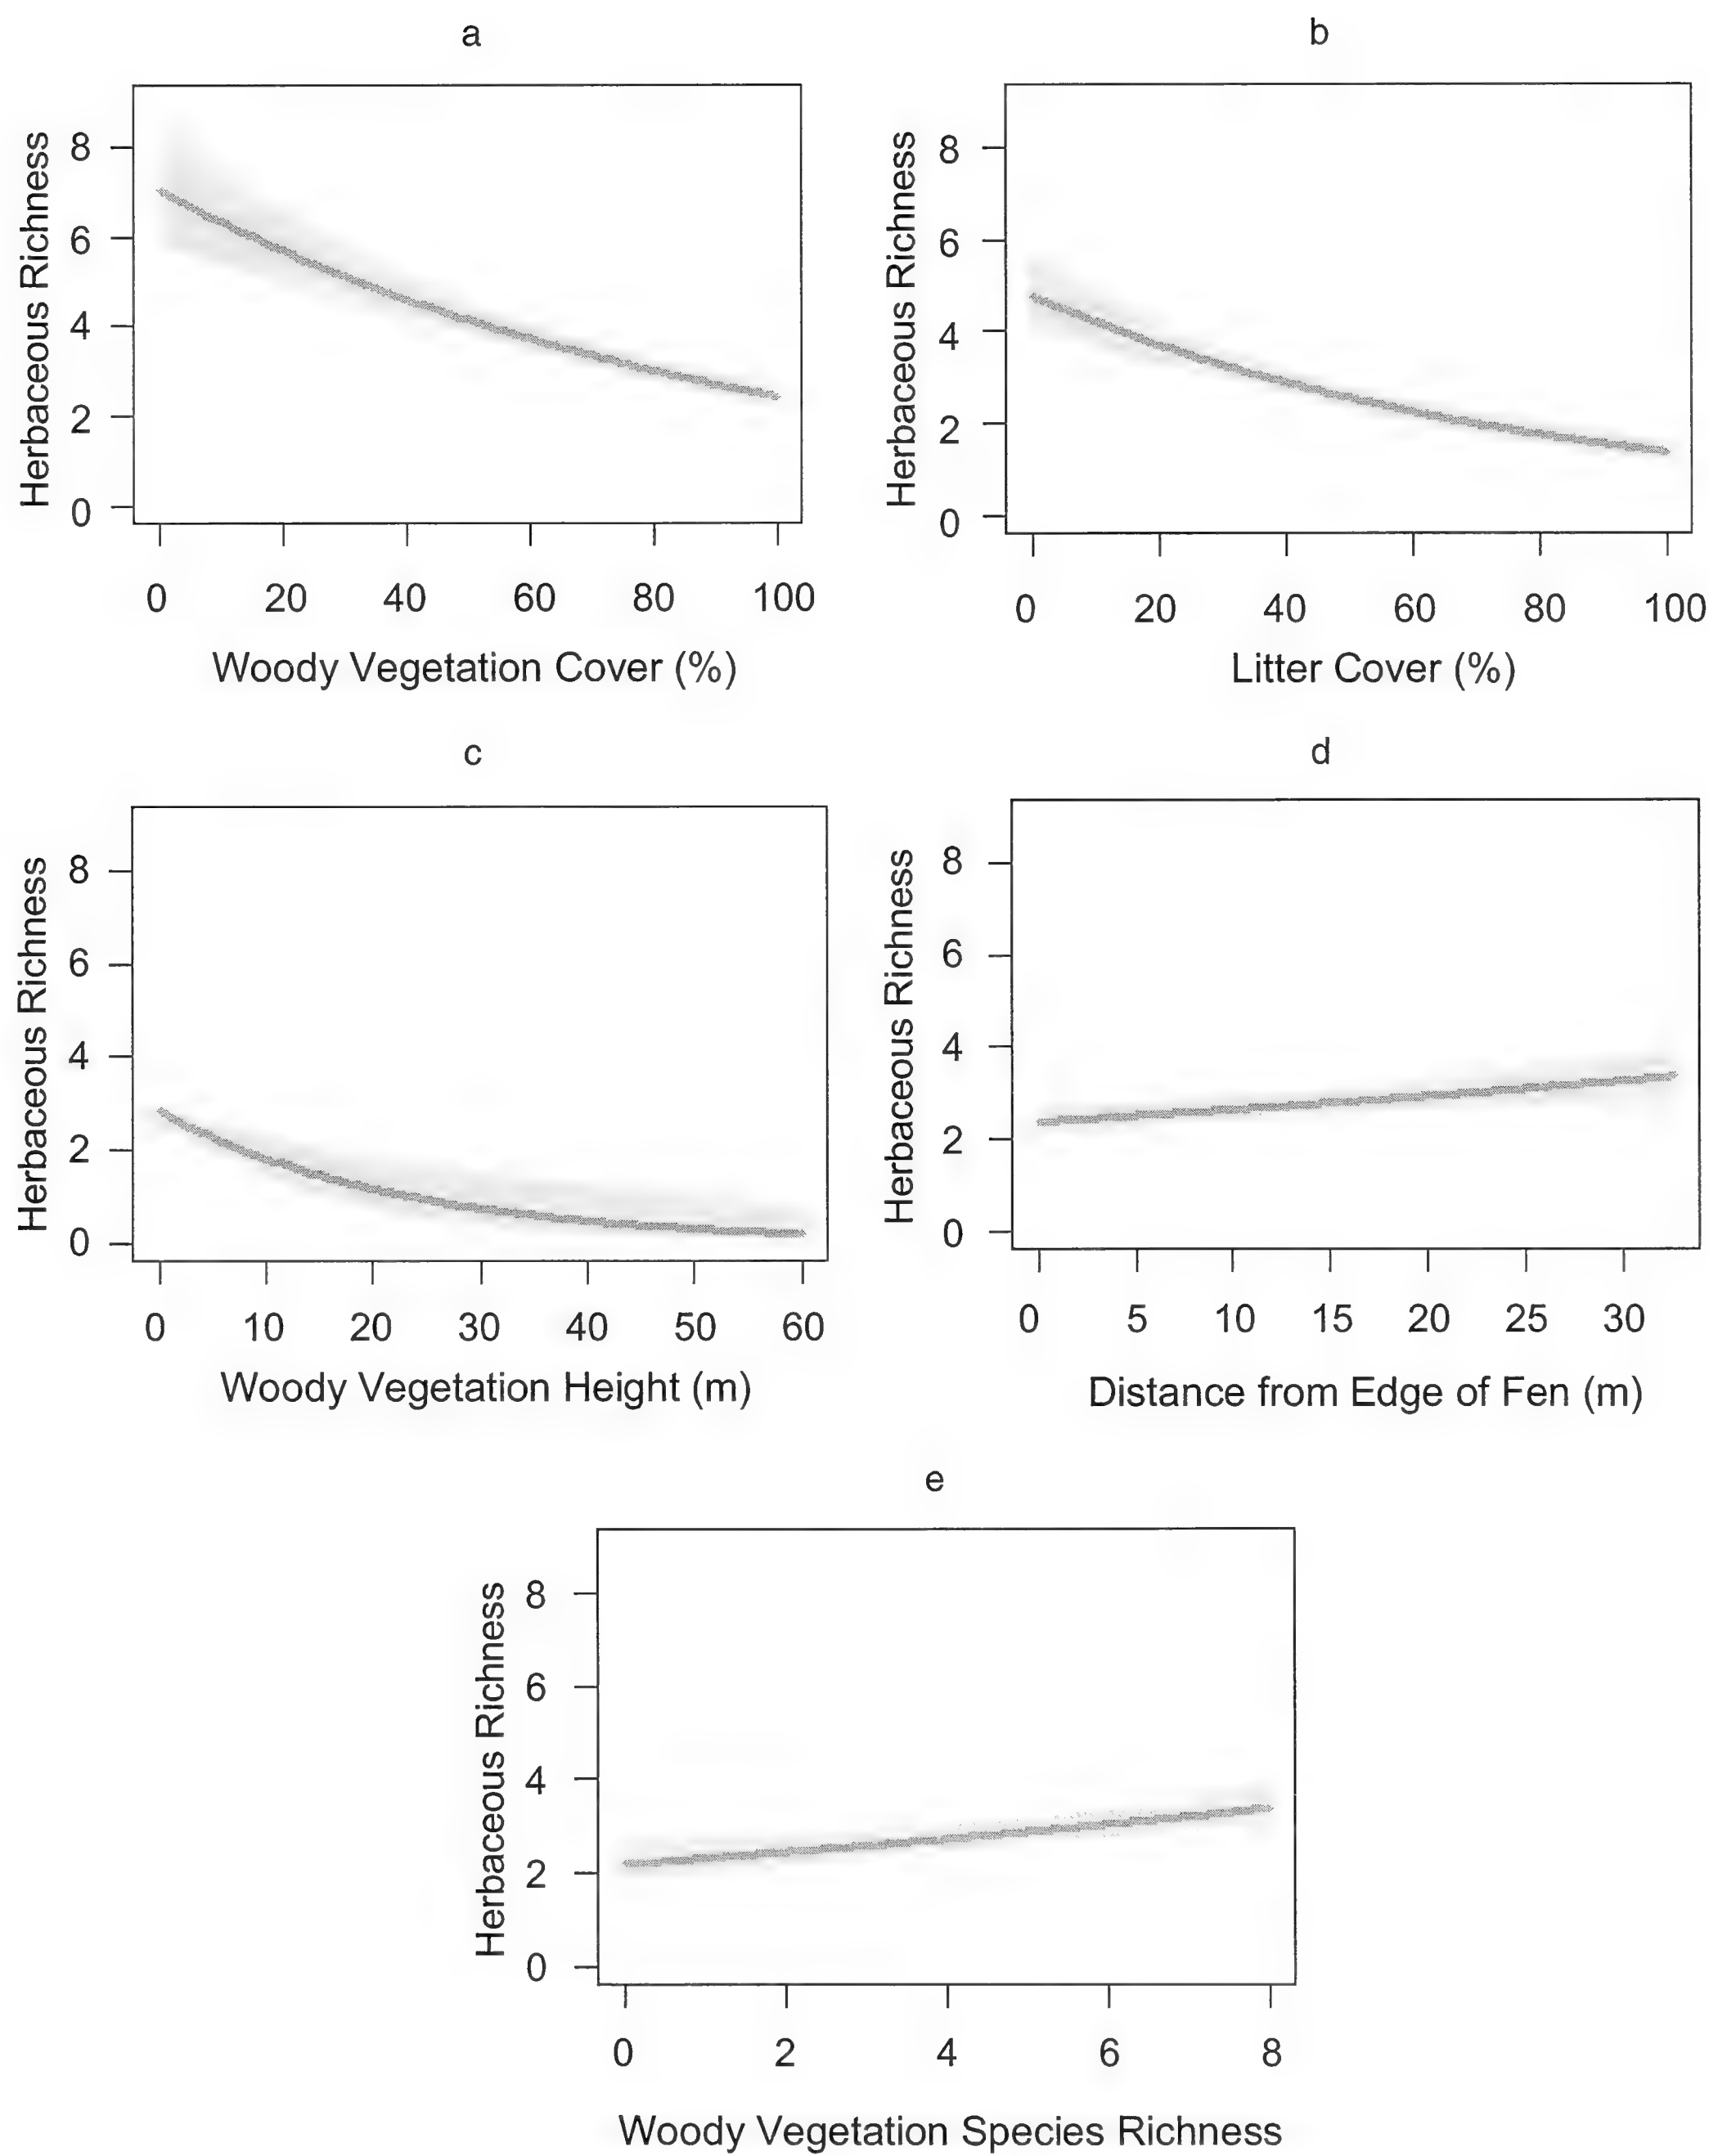 a
Herbaceous Richness
8
6
4
2
0
0 20 40 60 80 100
Woody Vegetation Cover (%)
b
Herbaceous Richness
8
6
4
2
0
0 20 40 60 80 100
Litter Cover (%)
c
Herbaceous Richness
8
6
4
2
0
0 10 20 30 40 50 60
Woody Vegetation Height (m)
d
Herbaceous Richness
8
6
4
2
0
0 5 10 15 20 25 30
Distance from Edge of Fen (m)
e
Herbaceous Richness
8
6
4
2
0
0 2 4 6 8
Woody Vegetation Species Richness